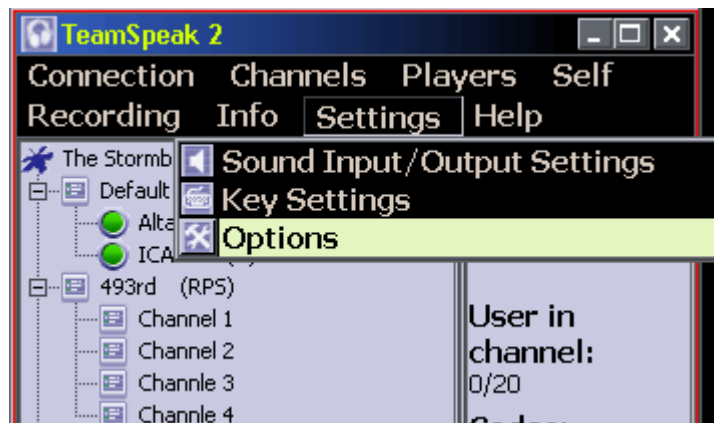 TeamSpeak 2
Connection Channels Players Self
Recording Info Settings Help
The Stormb
Sound Input/Output Settings
Default
Key Settings
Options
493rd (RPS)
Channel 1
Channel 2
Channle 3
Channle 4
User in
channel:
0/20